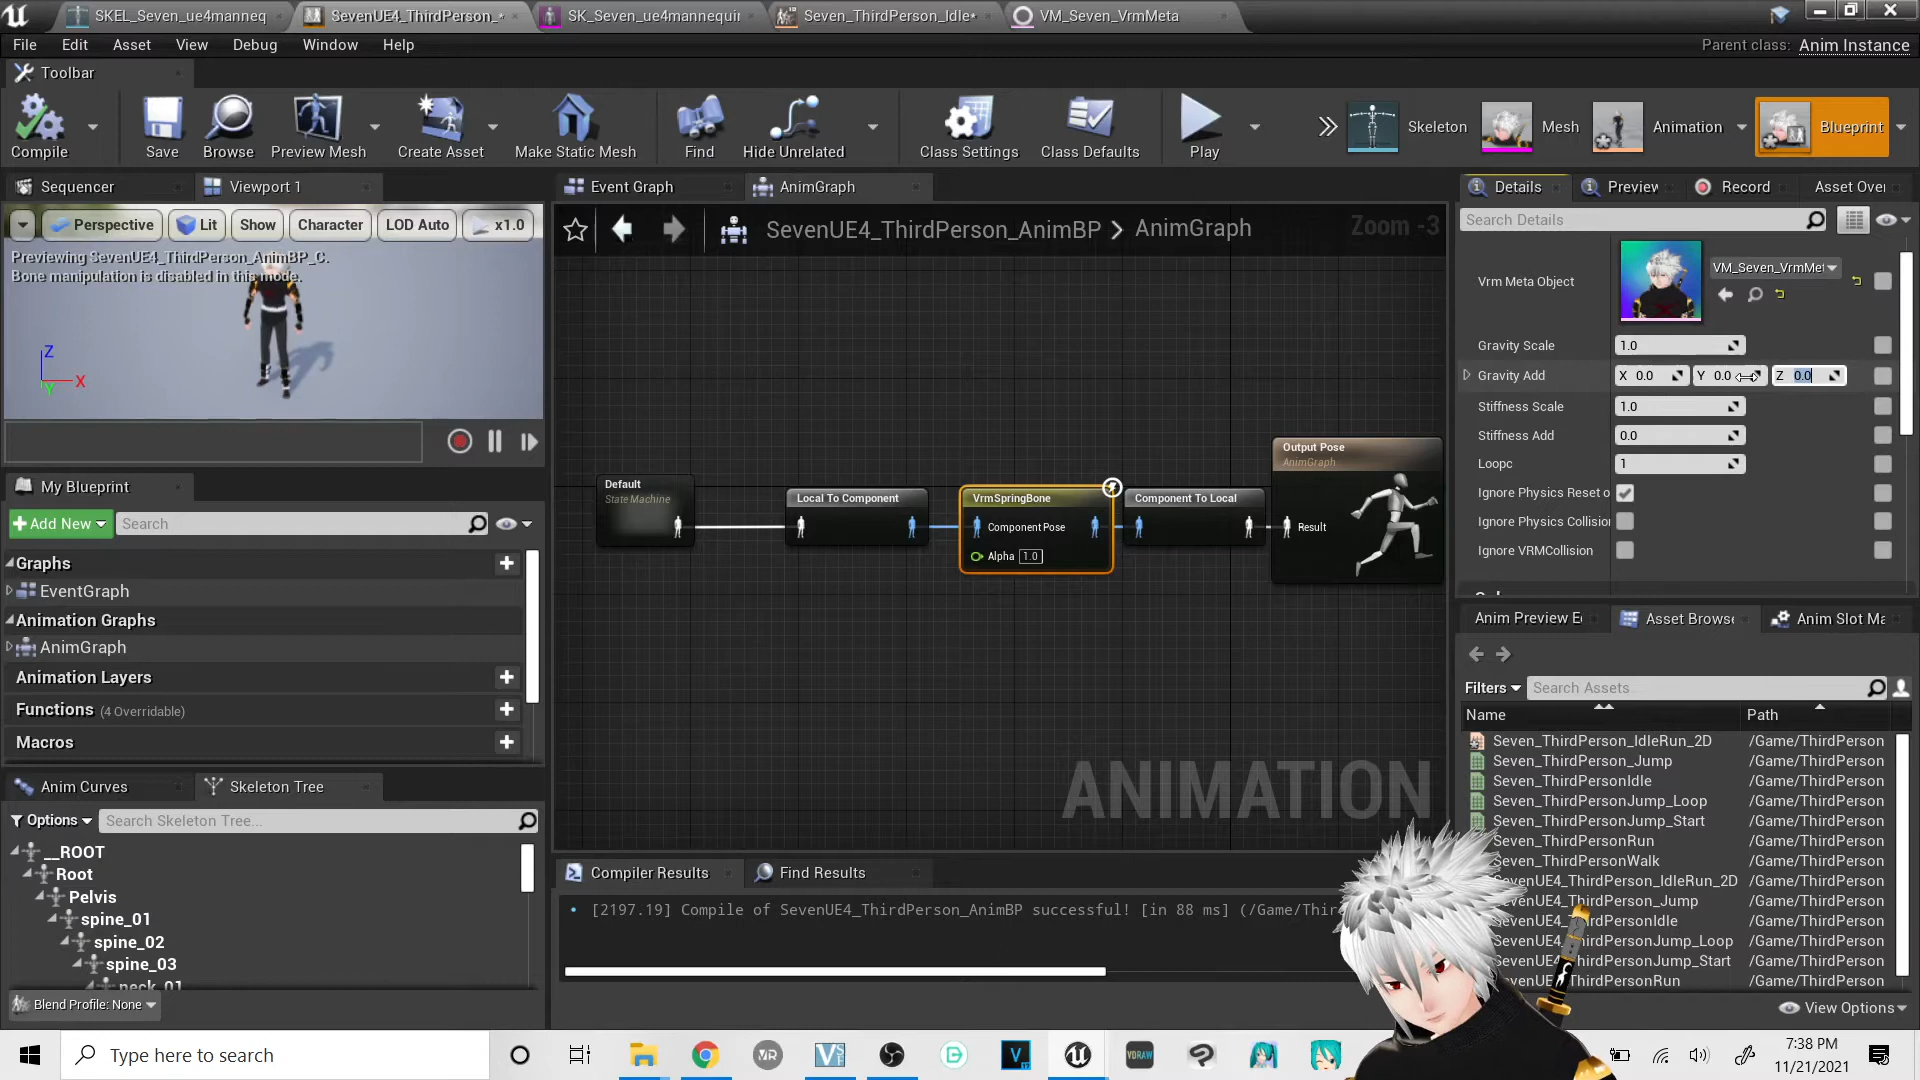 SKEL_Seven_ue4manneq
SevenUE4_ThirdPerson_*
SK_Seven_ue4mannequi
Seven_ThirdPerson_Idle*
VM_Seven_VrmMeta
File Edit Asset View Debug Window Help
Parent class: Anim Instance
Toolbar
Compile Save Browse Preview Mesh Create Asset Make Static Mesh Find Hide Unrelated Class Settings Class Defaults Play
Skeleton Mesh Animation Blueprint
Sequencer Viewport 1
Perspective Lit Show Character LOD Auto x1.0
Previewing SevenUE4_ThirdPerson_AnimBP_C.
Bone manipulation is disabled in this mode.
Z
X
Y
Event Graph AnimGraph
SevenUE4_ThirdPerson_AnimBP > AnimGraph
Zoom -3
Default
State Machine
Local To Component
VrmSpringBone
Component Pose
Alpha 1.0
Component To Local
Output Pose
AnimGraph
Result
ANIMATION
My Blueprint
Add New Search
Graphs
EventGraph
Animation Graphs
AnimGraph
Animation Layers
Functions (4 Overridable)
Macros
Anim Curves Skeleton Tree
Options Search Skeleton Tree...
__ROOT
Root
Pelvis
spine_01
spine_02
spine_03
neck_01
Blend Profile: None
Compiler Results Find Results
[2197.19] Compile of SevenUE4_ThirdPerson_AnimBP successful! [in 88 ms] (/Game/Thir
Details Preview Record Asset Over
Search Details
Vrm Meta Object VM_Seven_VrmMet
Gravity Scale 1.0
Gravity Add X 0.0 Y 0.0 Z 0.0
Stiffness Scale 1.0
Stiffness Add 0.0
Loopc 1
Ignore Physics Reset o
Ignore Physics Collision
Ignore VRMCollision
Anim Preview E Asset Browse Anim Slot Ma
Filters Search Assets
Name Path
Seven_ThirdPerson_IdleRun_2D /Game/ThirdPerson
Seven_ThirdPerson_Jump /Game/ThirdPerson
Seven_ThirdPersonIdle /Game/ThirdPerson
Seven_ThirdPersonJump_Loop /Game/ThirdPerson
Seven_ThirdPersonJump_Start /Game/ThirdPerson
Seven_ThirdPersonRun /Game/ThirdPerson
Seven_ThirdPersonWalk /Game/ThirdPerson
SevenUE4_ThirdPerson_IdleRun_2D /Game/ThirdPerson
SevenUE4_ThirdPerson_Jump /Game/ThirdPerson
SevenUE4_ThirdPersonIdle /Game/ThirdPerson
SevenUE4_ThirdPersonJump_Loop /Game/ThirdPerson
SevenUE4_ThirdPersonJump_Start /Game/ThirdPerson
SevenUE4_ThirdPersonRun /Game/ThirdPerson
View Options
Type here to search
VDRAW
7:38 PM
11/21/2021